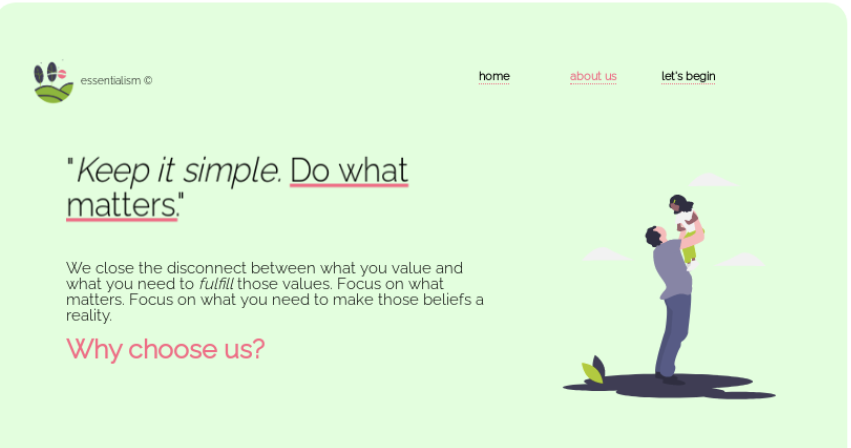 essentialism ©
home
about us
let's begin
"Keep it simple. Do what
matters."
We close the disconnect between what you value and
what you need to fulfill those values. Focus on what
matters. Focus on what you need to make those beliefs a
reality.
Why choose us?